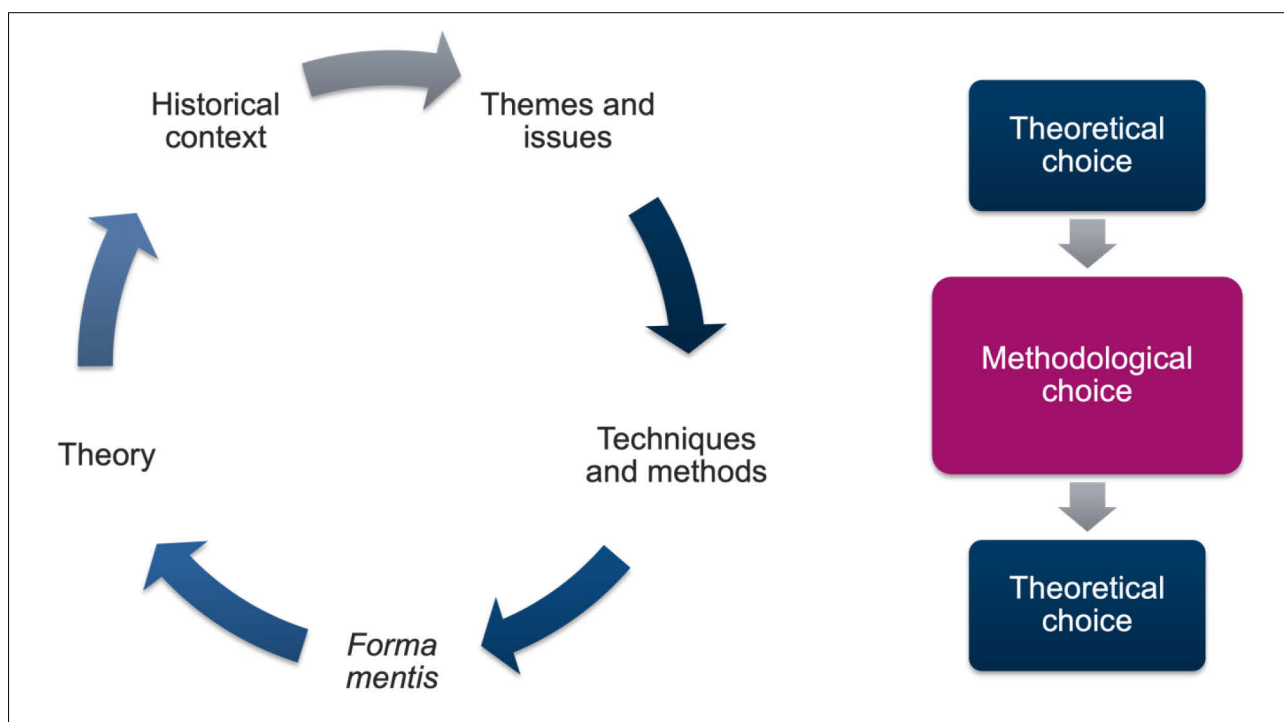 Historical
context
Themes and
issues
Techniques
and methods
Forma
mentis
Theory
Theoretical
choice
Methodological
choice
Theoretical
choice